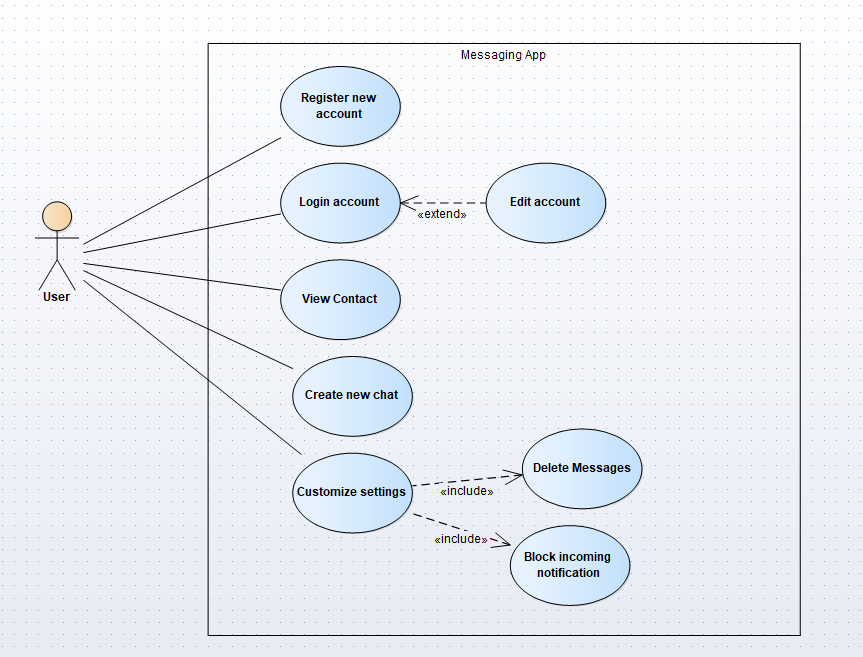 Messaging App
Register new
account
Login account
«extend»
Edit account
User
View Contact
Create new chat
Customize settings
«include»
Delete Messages
«include»
Block incoming
notification